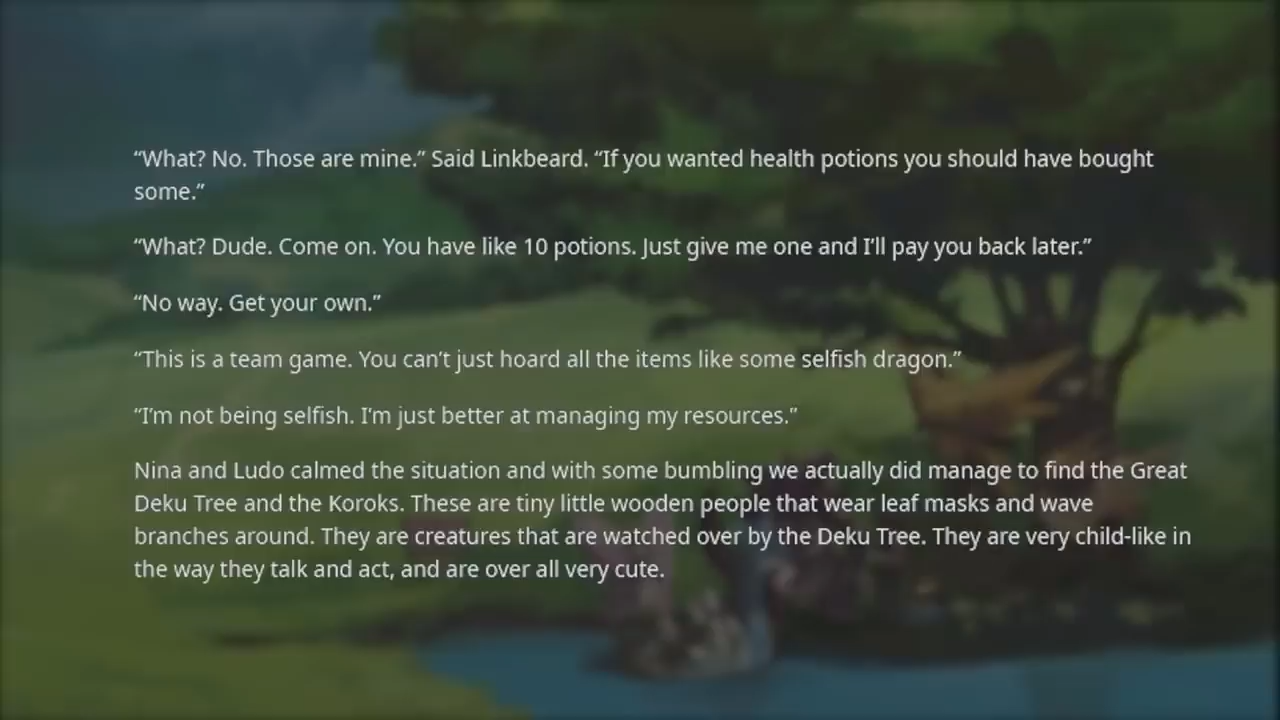 “What? No. Those are mine.” Said Linkbeard. “If you wanted health potions you should have bought
some.”
“What? Dude. Come on. You have like 10 potions. Just give me one and I’ll pay you back later.”
“No way. Get your own.”
“This is a team game. You can’t just hoard all the items like some selfish dragon.”
“I’m not being selfish. I’m just better at managing my resources.”
Nina and Ludo calmed the situation and with some bumbling we actually did manage to find the Great
Deku Tree and the Koroks. These are tiny little wooden people that wear leaf masks and wave
branches around. They are creatures that are watched over by the Deku Tree. They are very child-like in
the way they talk and act, and are over all very cute.